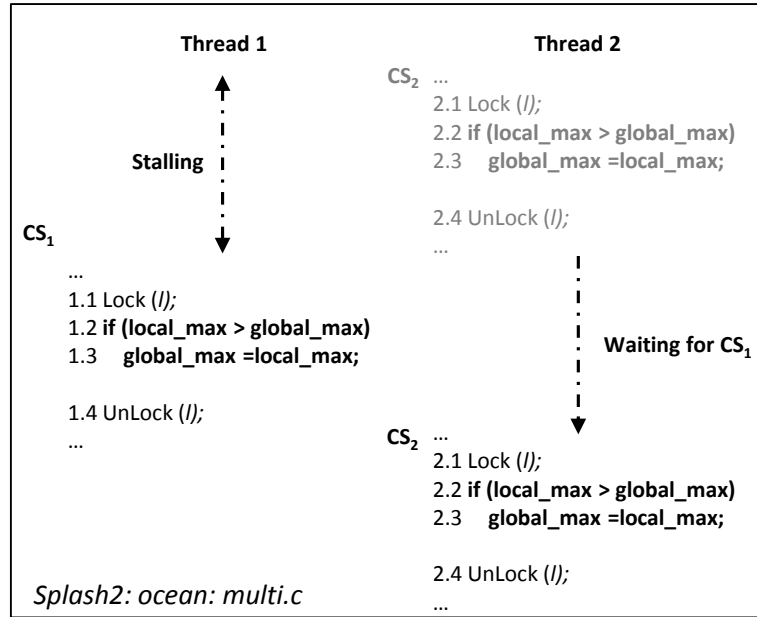 Thread 1
Stalling
CS₁
...
1.1 Lock (l);
1.2 if (local_max > global_max)
1.3 global_max =local_max;
1.4 UnLock (l);
...
Thread 2
CS₂ ...
2.1 Lock (l);
2.2 if (local_max > global_max)
2.3 global_max =local_max;
2.4 UnLock (l);
...
Waiting for CS₁
CS₂ ...
2.1 Lock (l);
2.2 if (local_max > global_max)
2.3 global_max =local_max;
2.4 UnLock (l);
...
Splash2: ocean: multi.c